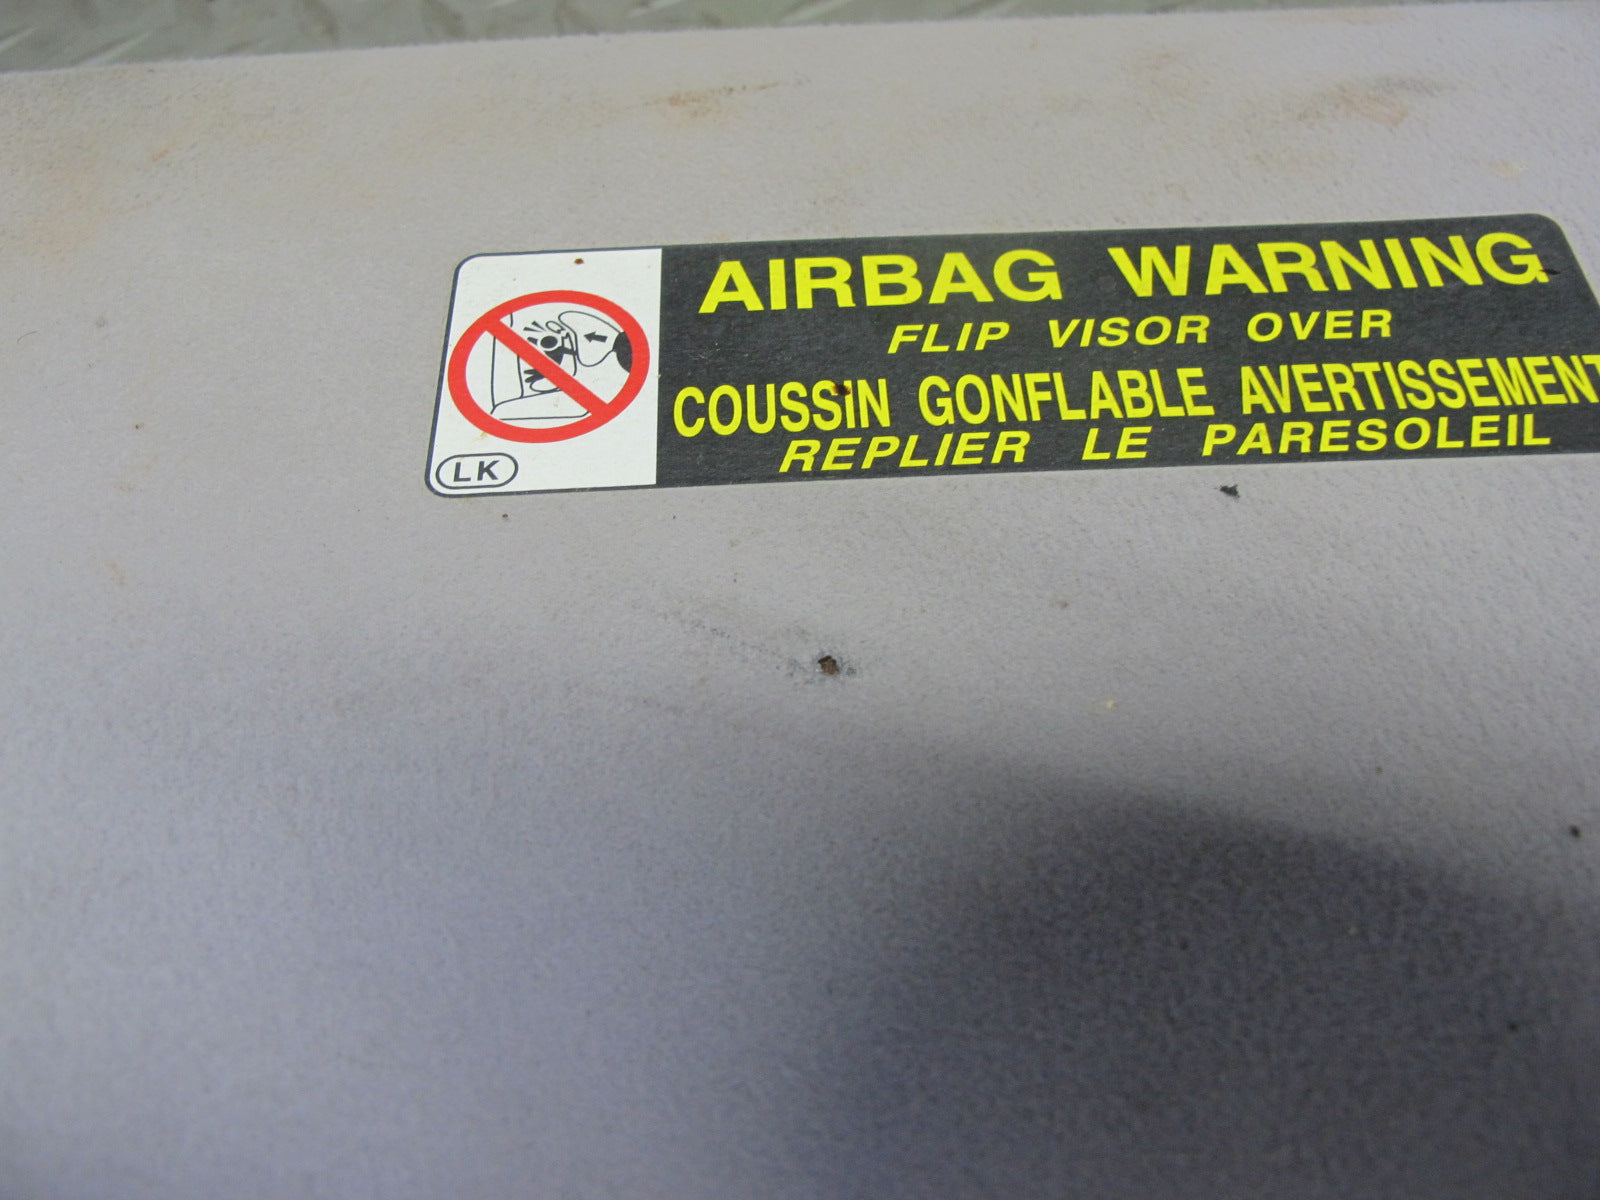 AIRBAG WARNING
FLIP VISOR OVER
COUSSIN GONFLABLE AVERTISSEMENT
REPLIER LE PARESOLEIL
LK